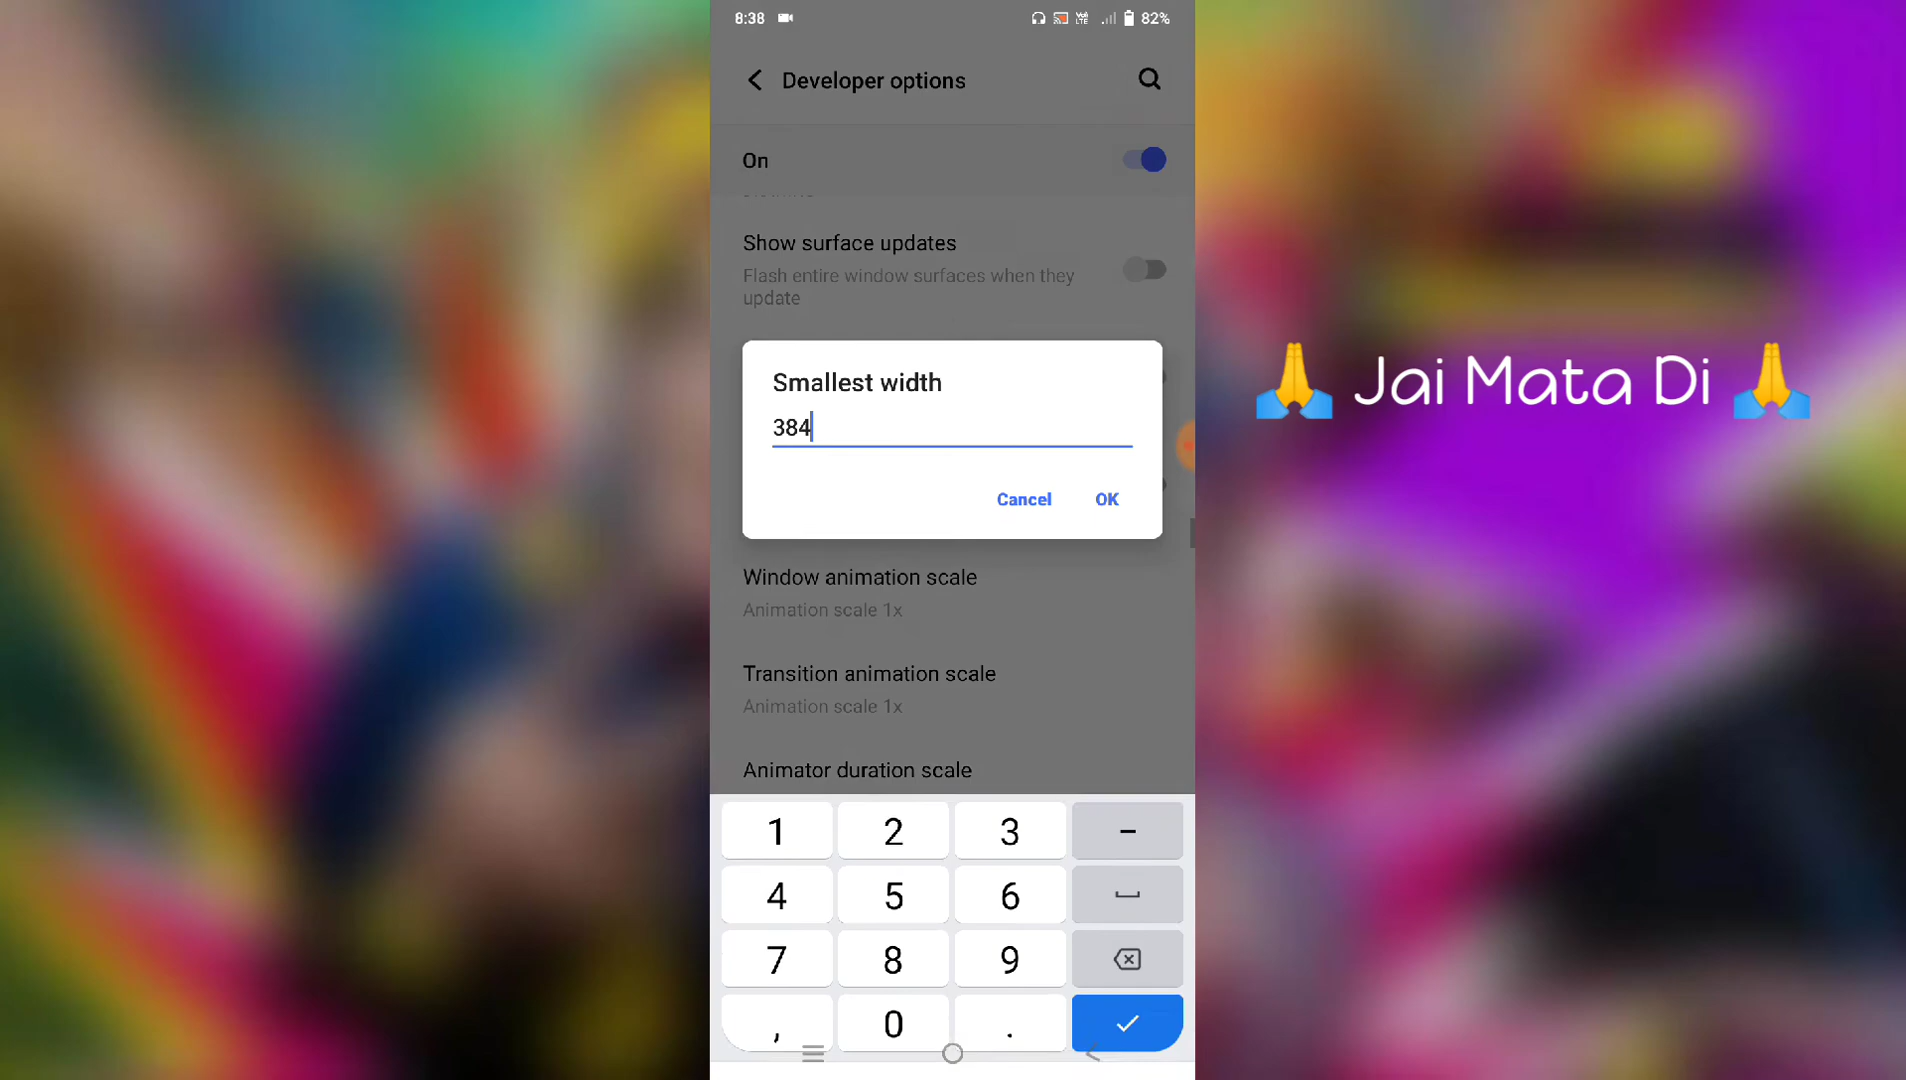 8:38 82%
Developer options
On
Show surface updates
Flash entire window surfaces when they
update
Smallest width
384
Cancel OK
Window animation scale
Animation scale 1x
Transition animation scale
Animation scale 1x
Animator duration scale
1 2 3 -
4 5 6
7 8 9
, 0 .
🙏 Jai Mata Di 🙏